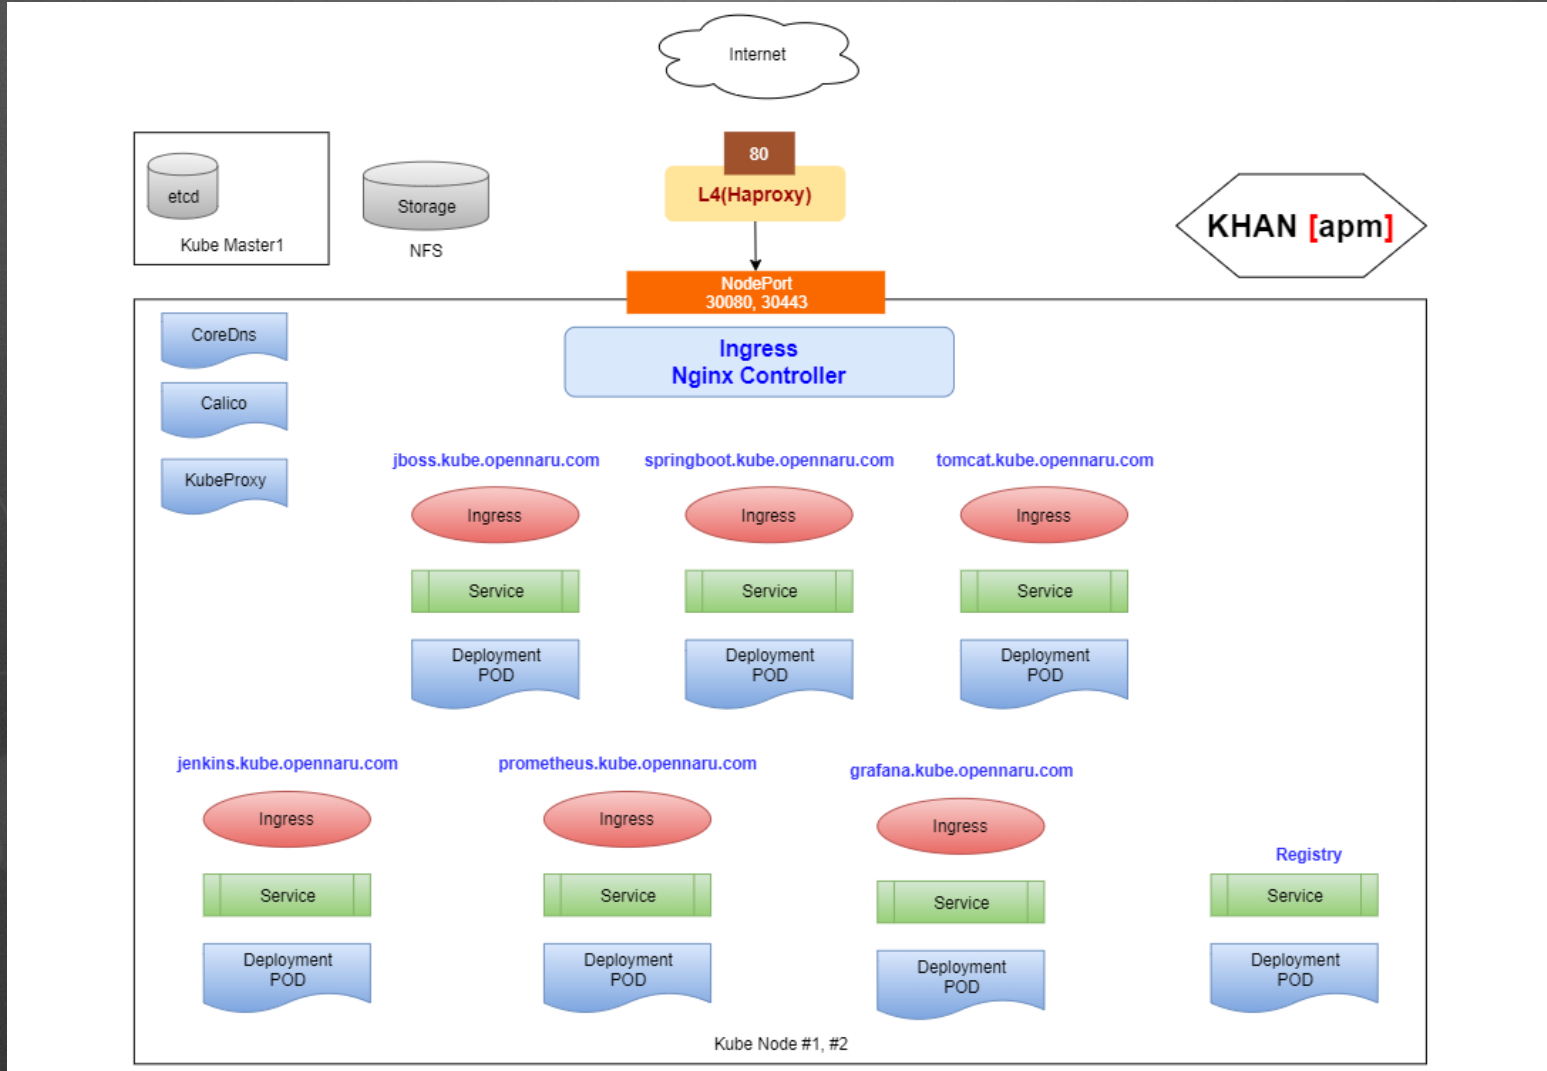 Internet
80
L4(Haproxy)
etcd
Kube Master1
Storage
NFS
KHAN [apm]
NodePort
30080, 30443
CoreDns
Calico
KubeProxy
Ingress
Nginx Controller
jboss.kube.opennaru.com
springboot.kube.opennaru.com
tomcat.kube.opennaru.com
Ingress
Ingress
Ingress
Service
Service
Service
Deployment
POD
Deployment
POD
Deployment
POD
jenkins.kube.opennaru.com
prometheus.kube.opennaru.com
grafana.kube.opennaru.com
Ingress
Ingress
Ingress
Registry
Service
Service
Service
Service
Deployment
POD
Deployment
POD
Deployment
POD
Deployment
POD
Kube Node #1, #2